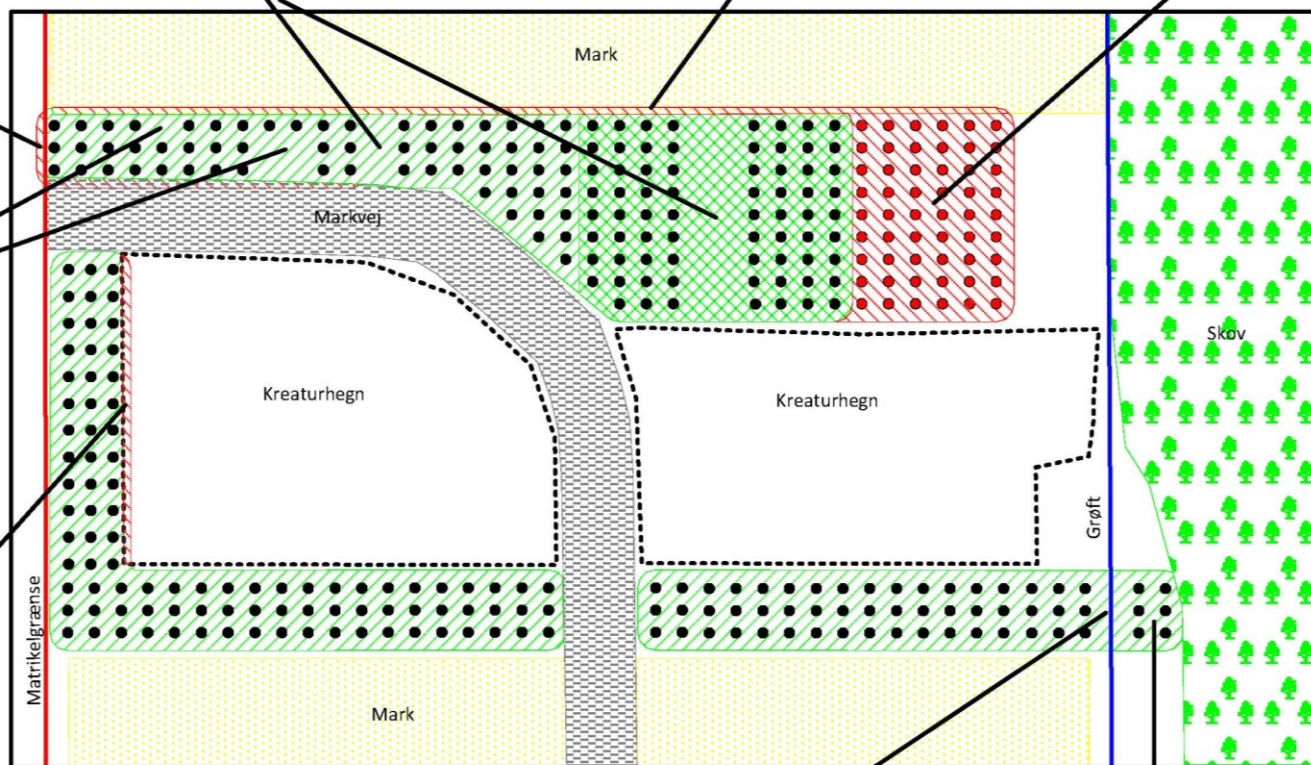 Mark
Markvej
Kreaturhegn
Kreaturhegn
Skov
Grøft
Matrikelgrænse
Mark